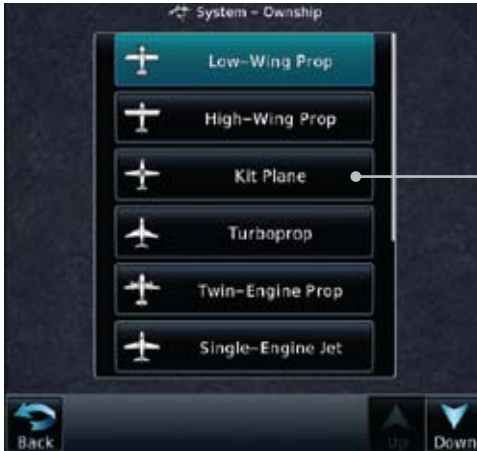 System - Ownship
Low-Wing Prop
High-Wing Prop
Kit Plane
Turboprop
Twin-Engine Prop
Single-Engine Jet
Back
Up
Down